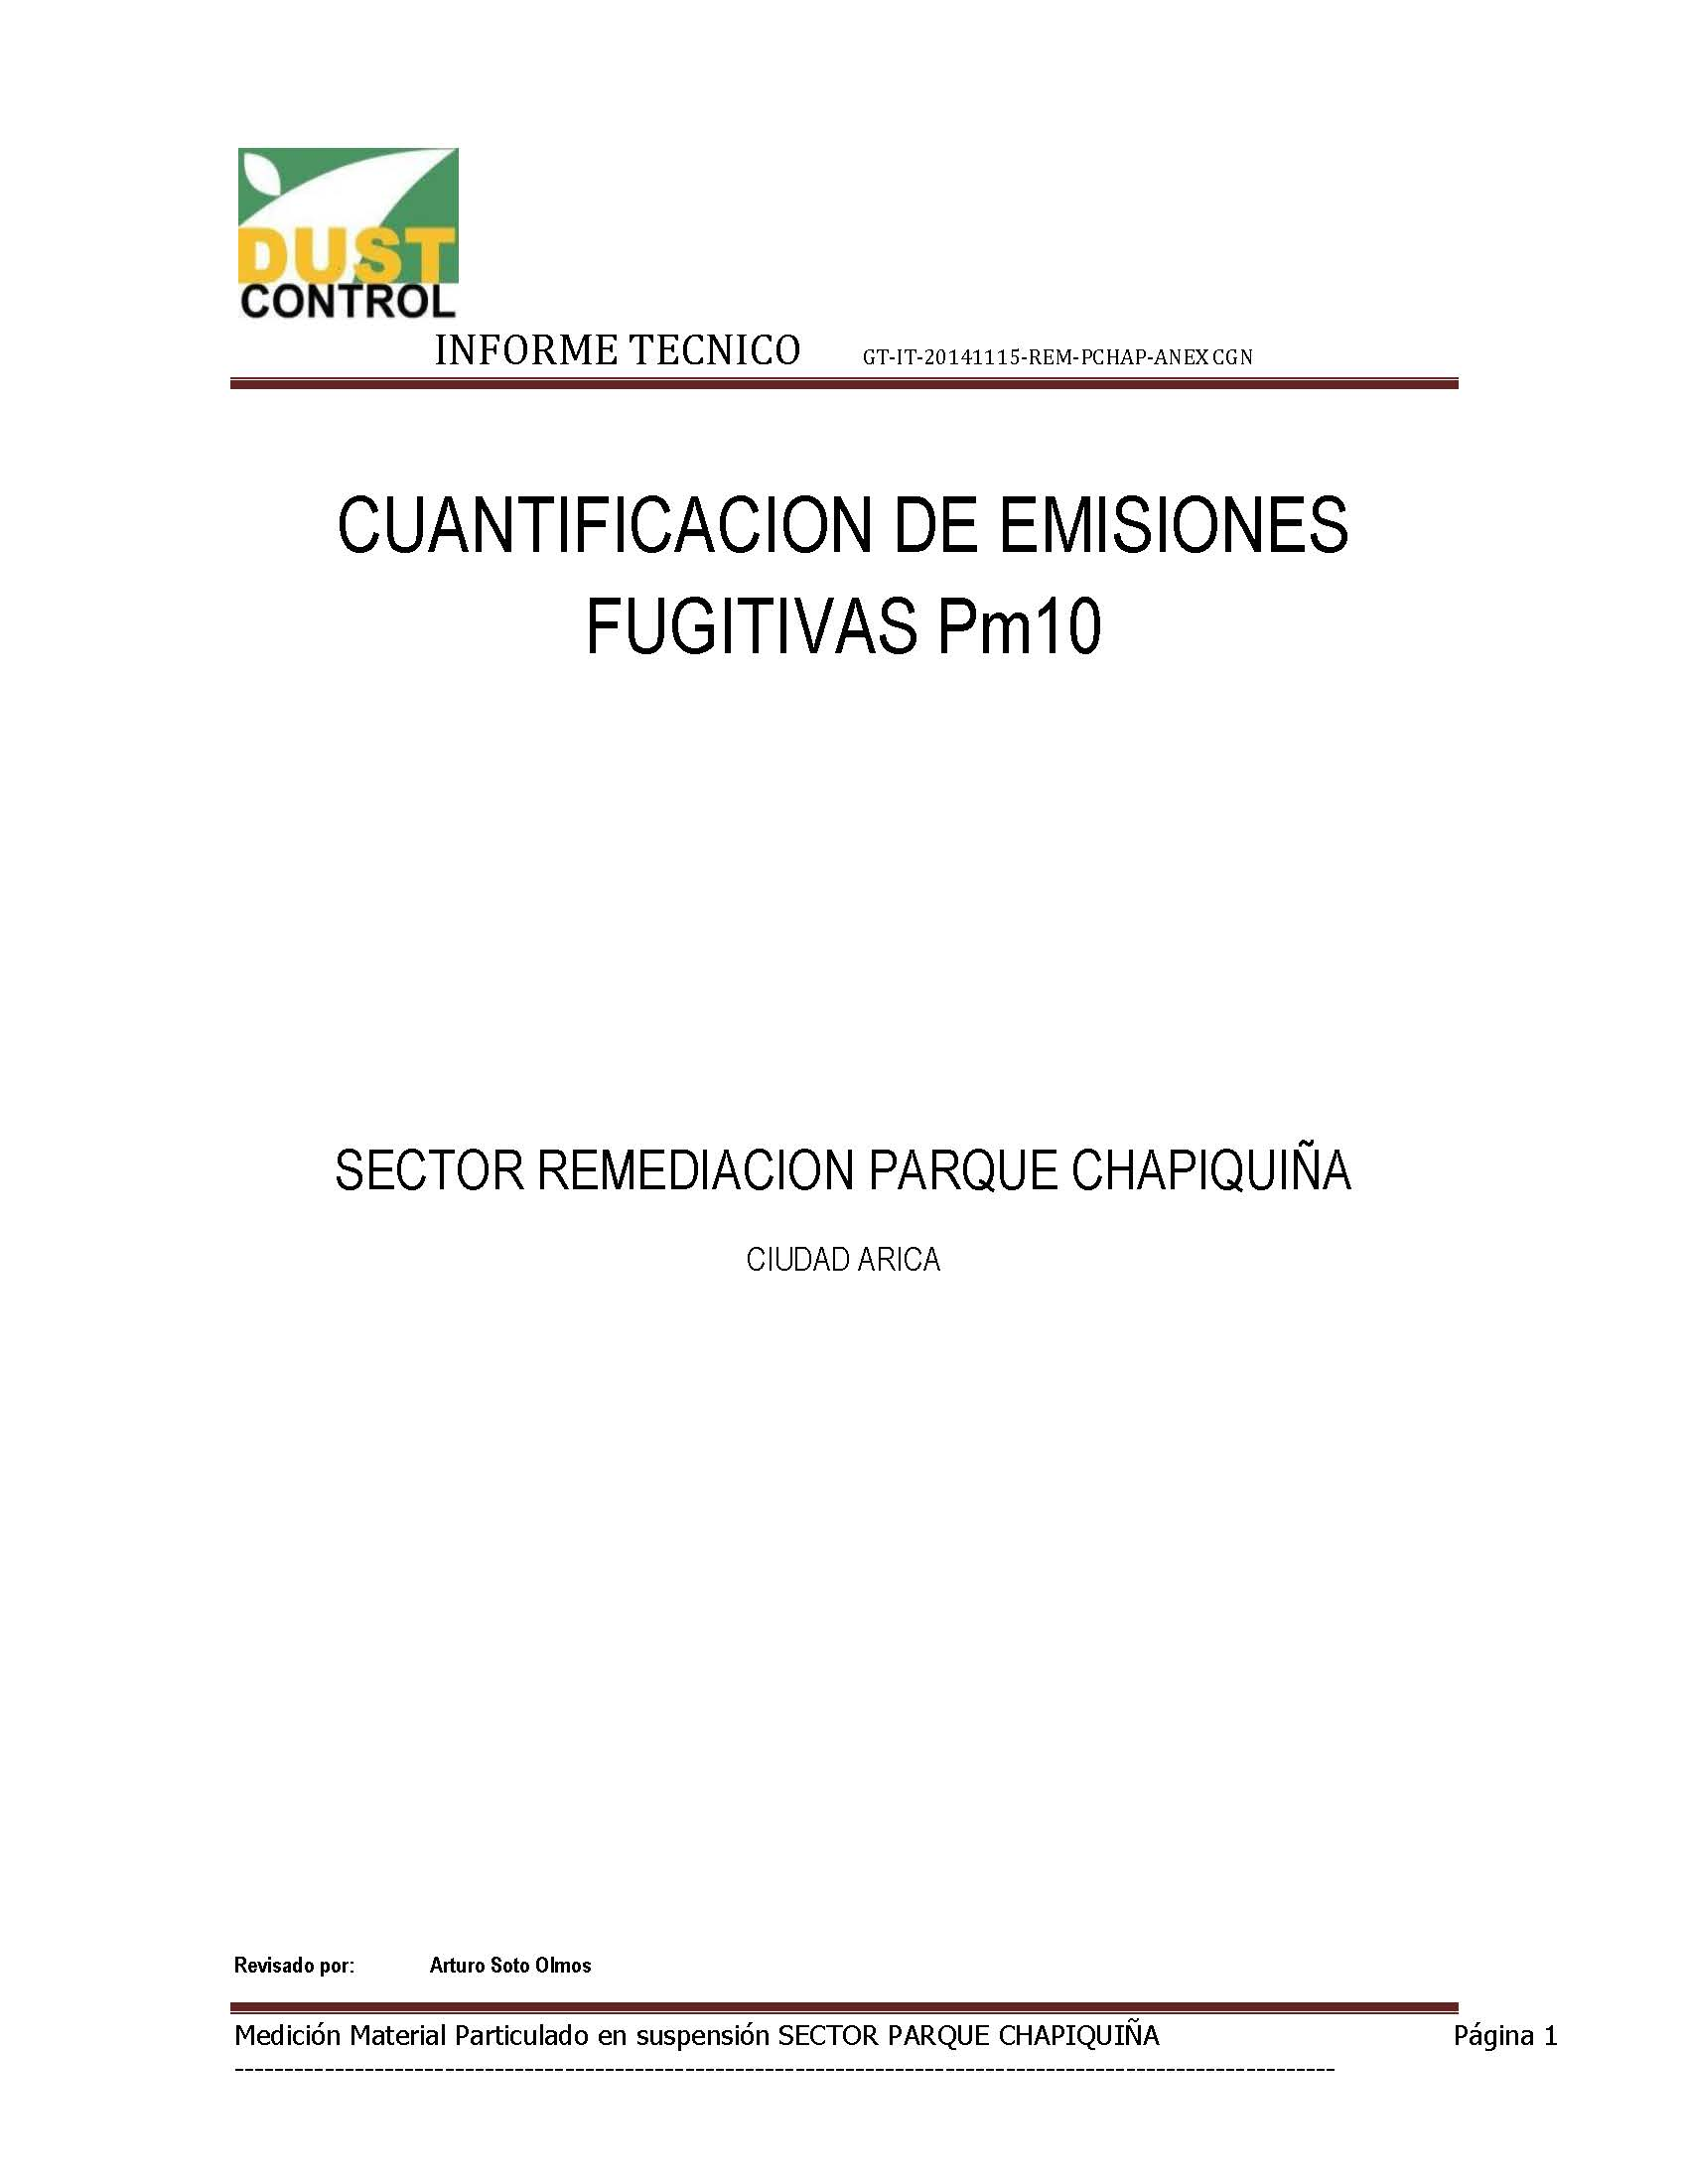 DUST
CONTROL
INFORME TECNICO GT-IT-20141115-REM-PCHAP-ANEX CGN
CUANTIFICACION DE EMISIONES
FUGITIVAS Pm10
SECTOR REMEDIACION PARQUE CHAPIQUIÑA
CIUDAD ARICA
Revisado por: Arturo Soto Olmos
Medición Material Particulado en suspensión SECTOR PARQUE CHAPIQUIÑA Página 1
--------------------------------------------------------------------------------------------------------------